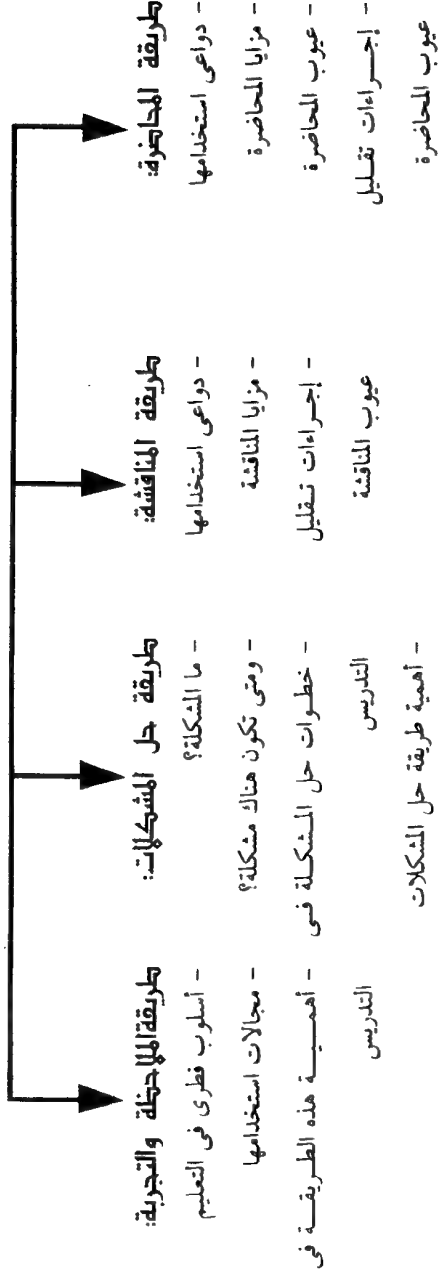 طريقة المحاضرة:
- دواعى استخدامها
- مزايا المحاضرة
- عيوب المحاضرة
- إجراءات تقليل
عيوب المحاضرة
طريقة المناقشة:
- دواعى استخدامها
- مزايا المناقشة
- إجراءات تقليل
عيوب المناقشة
طريقة حل المشكلات:
- ما المشكلة؟
- ومتى تكون هناك مشكلة؟
- خطوات حل المشكلة فى
التدريس
- أهمية طريقة حل المشكلات
طريقة الملاحظة والتجربة:
- أسلوب فطرى فى التعليم
- مجالات استخدامها
- أهمية هذه الطريقة فى
التدريس